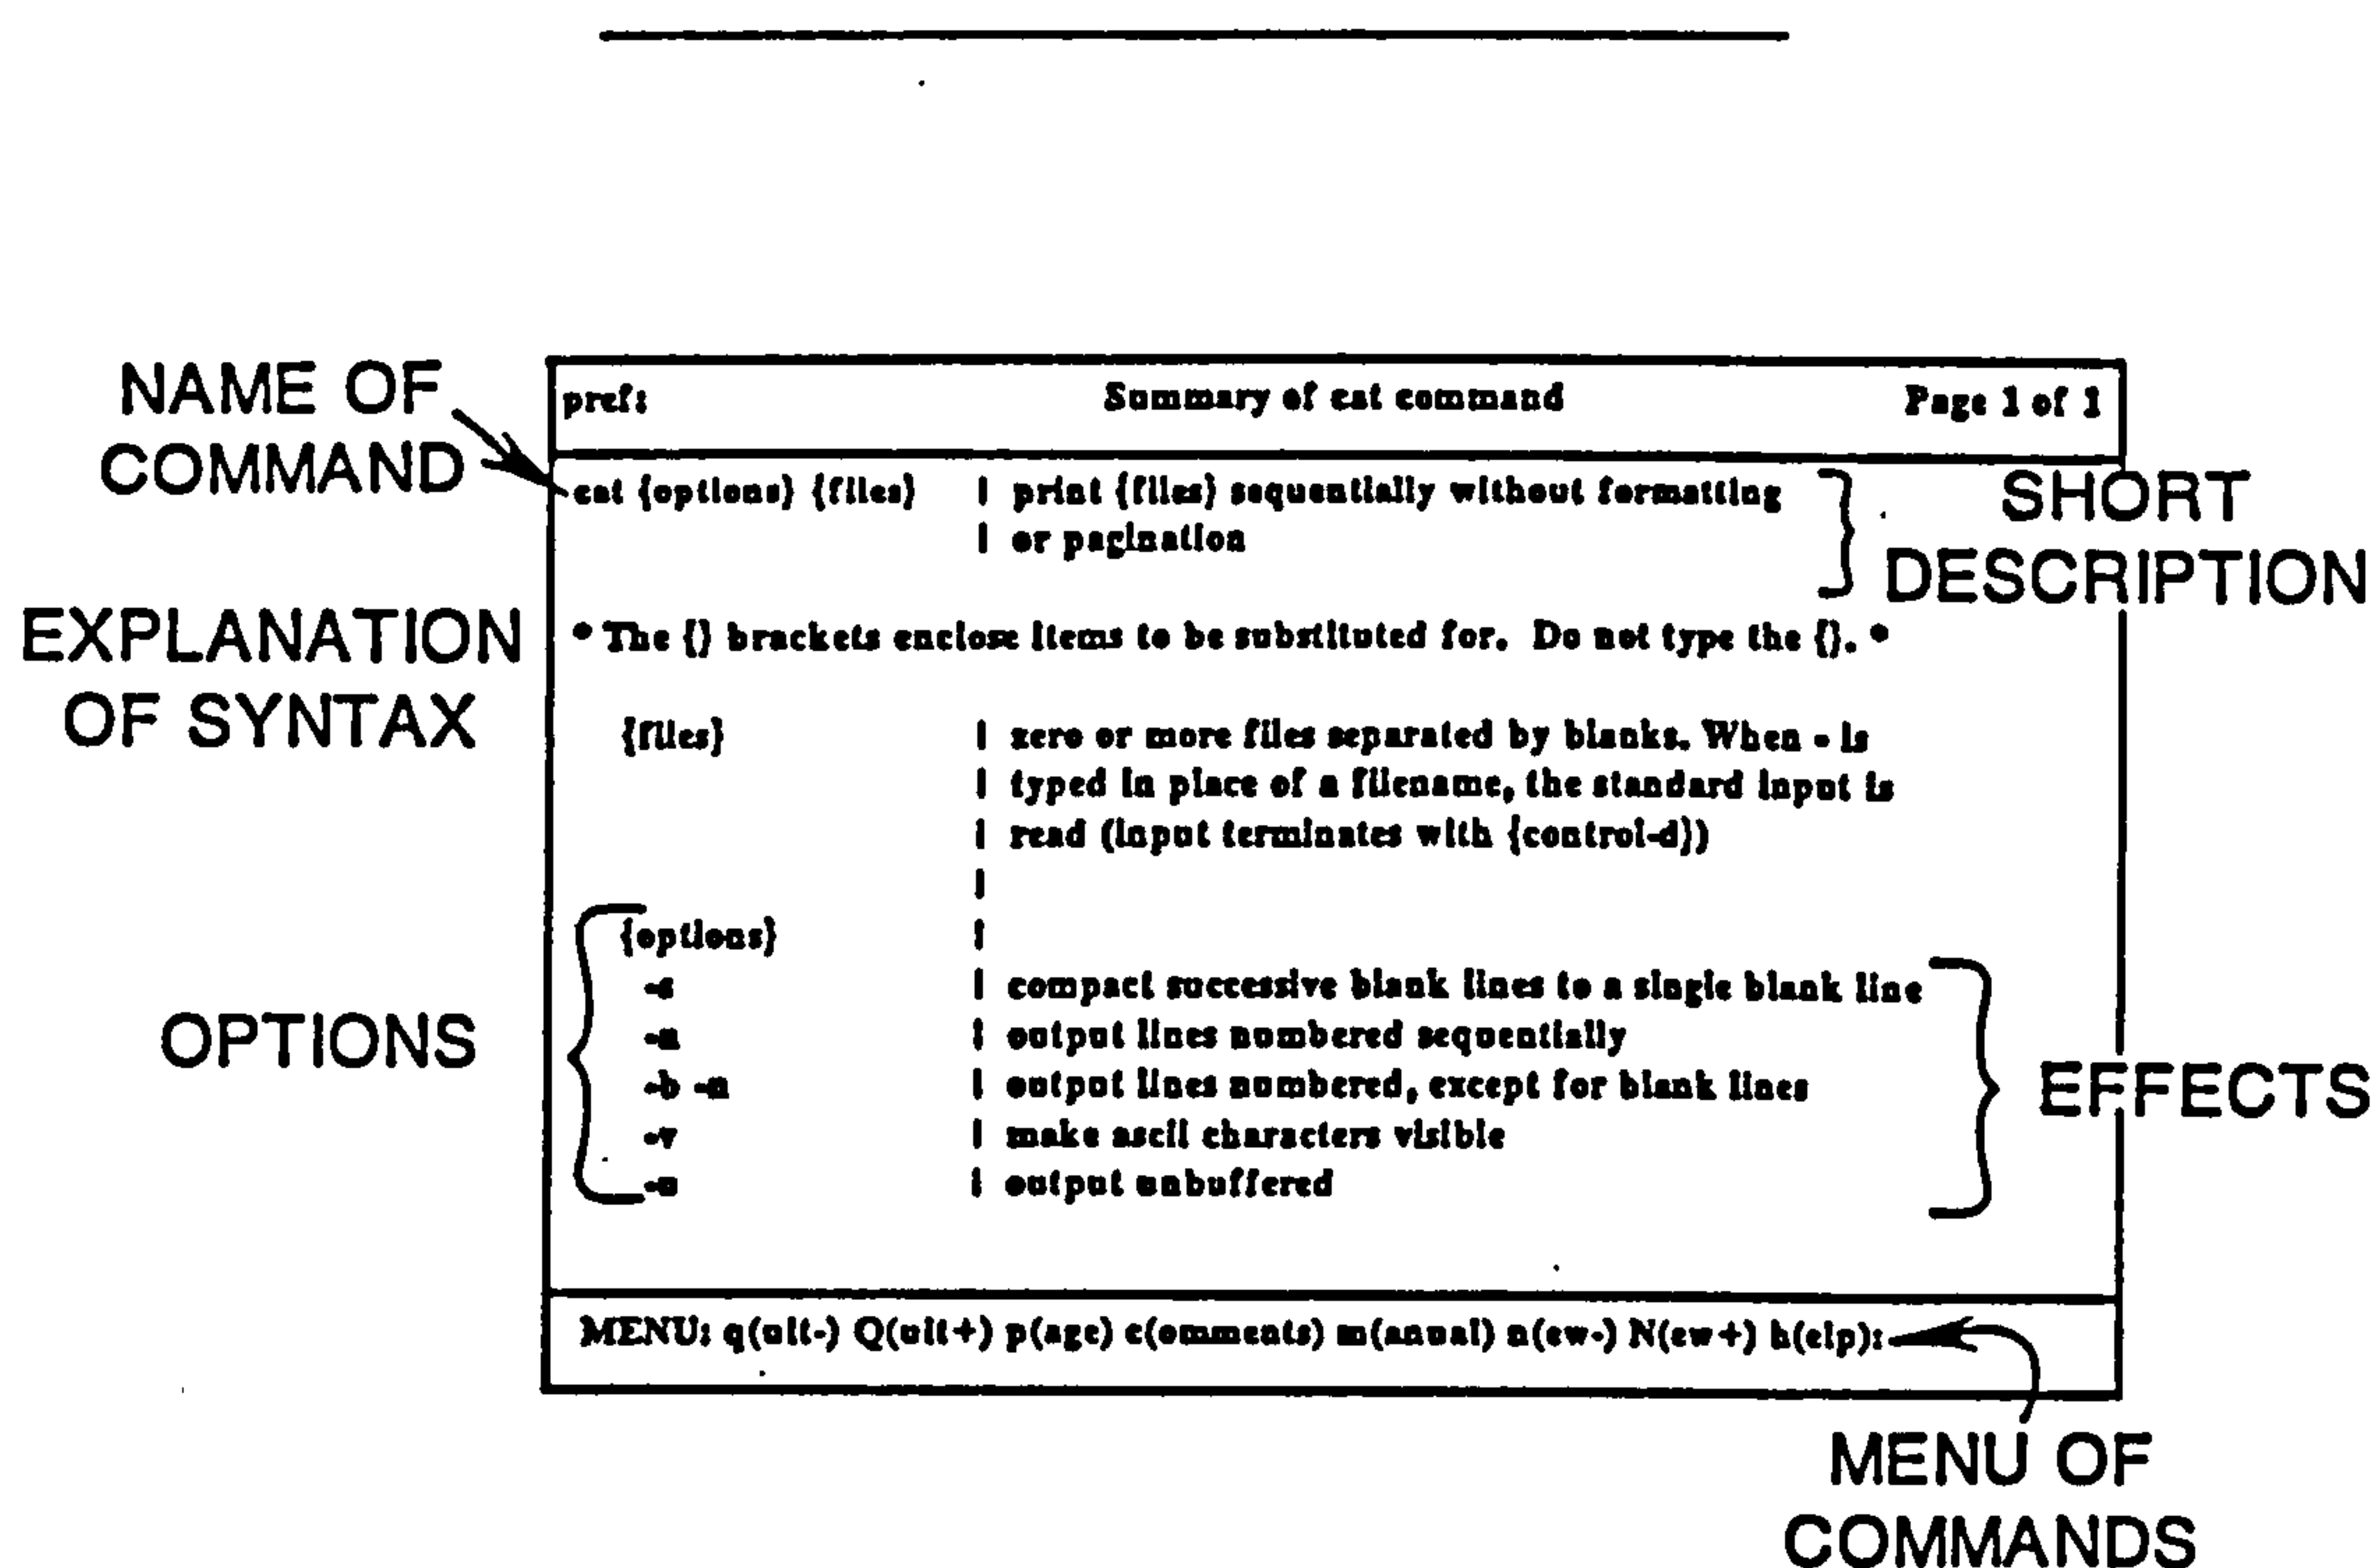 NAME OF
COMMAND
pref: Summary of cat command Page 1 of 1
cat {options} {files} | print {files} sequentially without formatting
| or pagination
SHORT
DESCRIPTION
EXPLANATION
OF SYNTAX
* The {} brackets enclose items to be substituted for. Do not type the {}. *
{files} | zero or more files separated by blanks. When - is
| typed in place of a filename, the standard input is
| read (input terminates with {control-d})
|
{options} |
OPTIONS
-s | compact successive blank lines to a single blank line
-n | output lines numbered sequentially
-b -n | output lines numbered, except for blank lines
-v | make ascii characters visible
-u | output unbuffered
EFFECTS
MENU: q(uit-) Q(uit+) p(age) c(omments) m(anual) n(ew-) N(ew+) h(elp):
MENU OF
COMMANDS